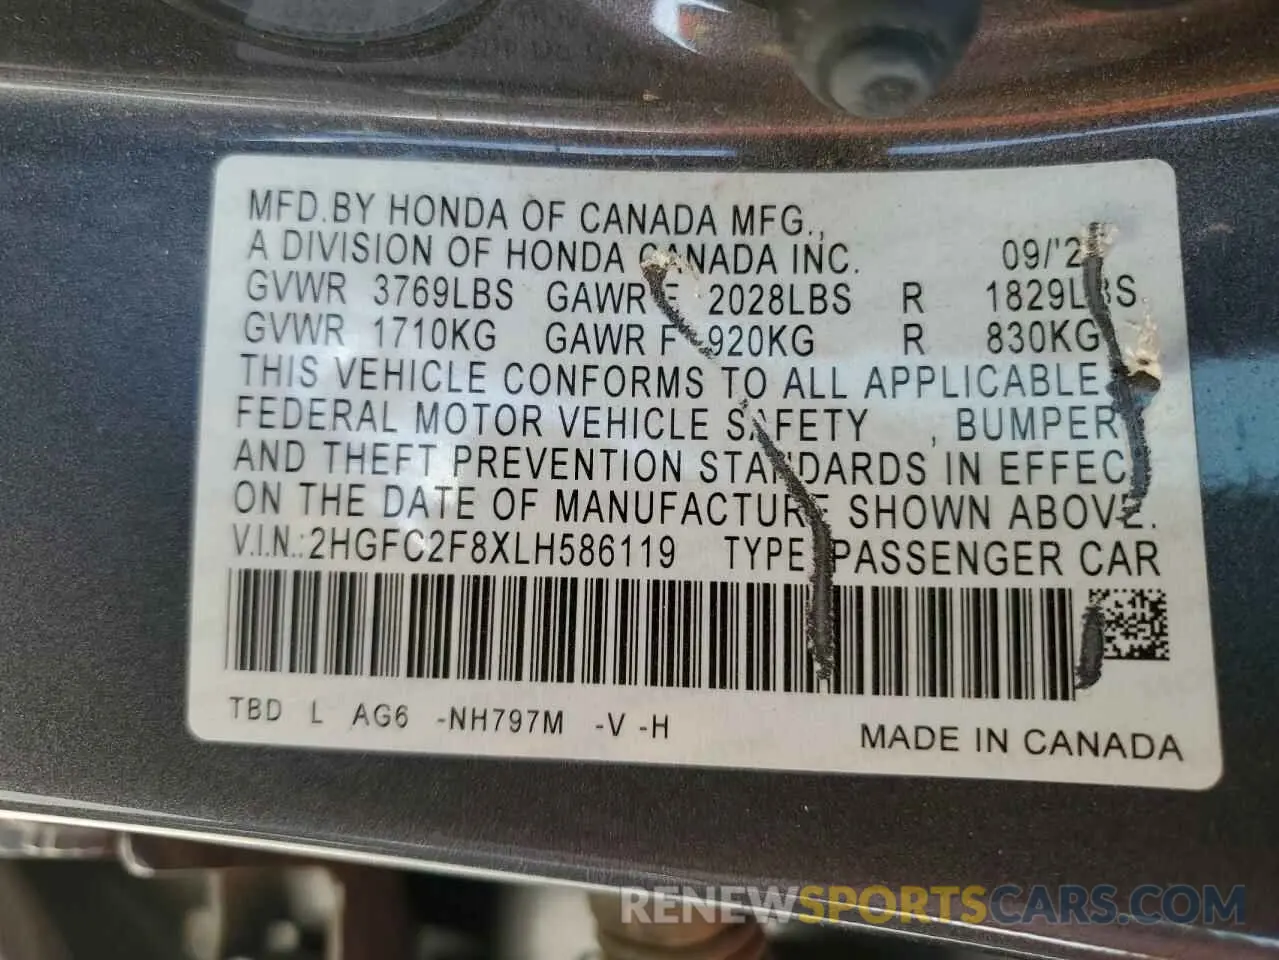 MFD. BY HONDA OF CANADA MFG.,
A DIVISION OF HONDA CANADA INC. 09/'2
GVWR 3769LBS GAWR F 2028LBS R 1829LBS
GVWR 1710KG GAWR F 920KG R 830KG
THIS VEHICLE CONFORMS TO ALL APPLICABLE
FEDERAL MOTOR VEHICLE SAFETY , BUMPER
AND THEFT PREVENTION STANDARDS IN EFFEC
ON THE DATE OF MANUFACTURE SHOWN ABOVE.
V.I.N.: 2HGFC2F8XLH586119 TYPE PASSENGER CAR
TBD L AG6 -NH797M -V -H
MADE IN CANADA
RENEWSPORTSCARS.COM